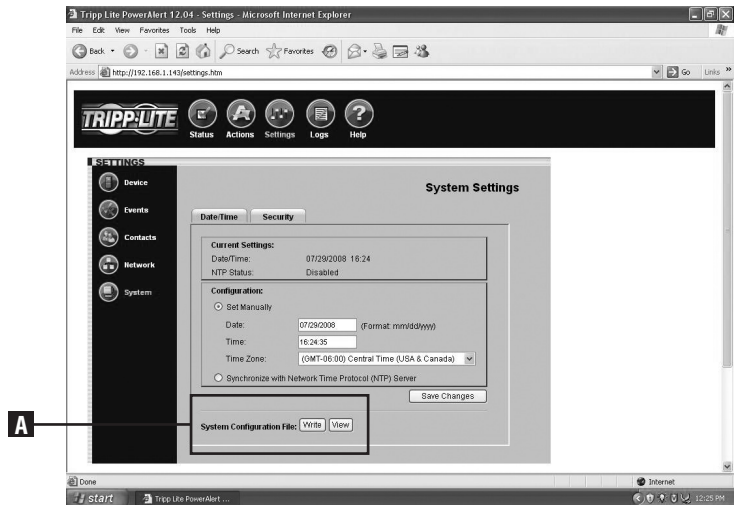 Tripp Lite PowerAlert 12.04 - Settings - Microsoft Internet Explorer
File Edit View Favorites Tools Help
Back Search Favorites
Address http://192.168.1.143/settings.htm Go Links »
TRIPP·LITE
Status Actions Settings Logs Help
SETTINGS
Device
Events
Contacts
Network
System
System Settings
Date/Time Security
Current Settings:
Date/Time: 07/29/2008 16:24
NTP Status: Disabled
Configuration:
Set Manually
Date: 07/29/2008 (Format: mm/dd/yyyy)
Time: 16:24:35
Time Zone: (GMT-06:00) Central Time (USA & Canada)
Synchronize with Network Time Protocol (NTP) Server
Save Changes
A
System Configuration File: Write View
Done Internet
start Tripp Lite PowerAlert ... 12:25 PM